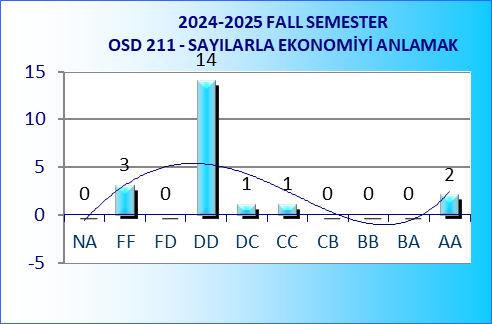 2024-2025 FALL SEMESTER
OSD 211 - SAYILARLA EKONOMİYİ ANLAMAK
15
10
5
0
-5
0 3 0 14 1 1 0 0 0 2
NA FF FD DD DC CC CB BB BA AA